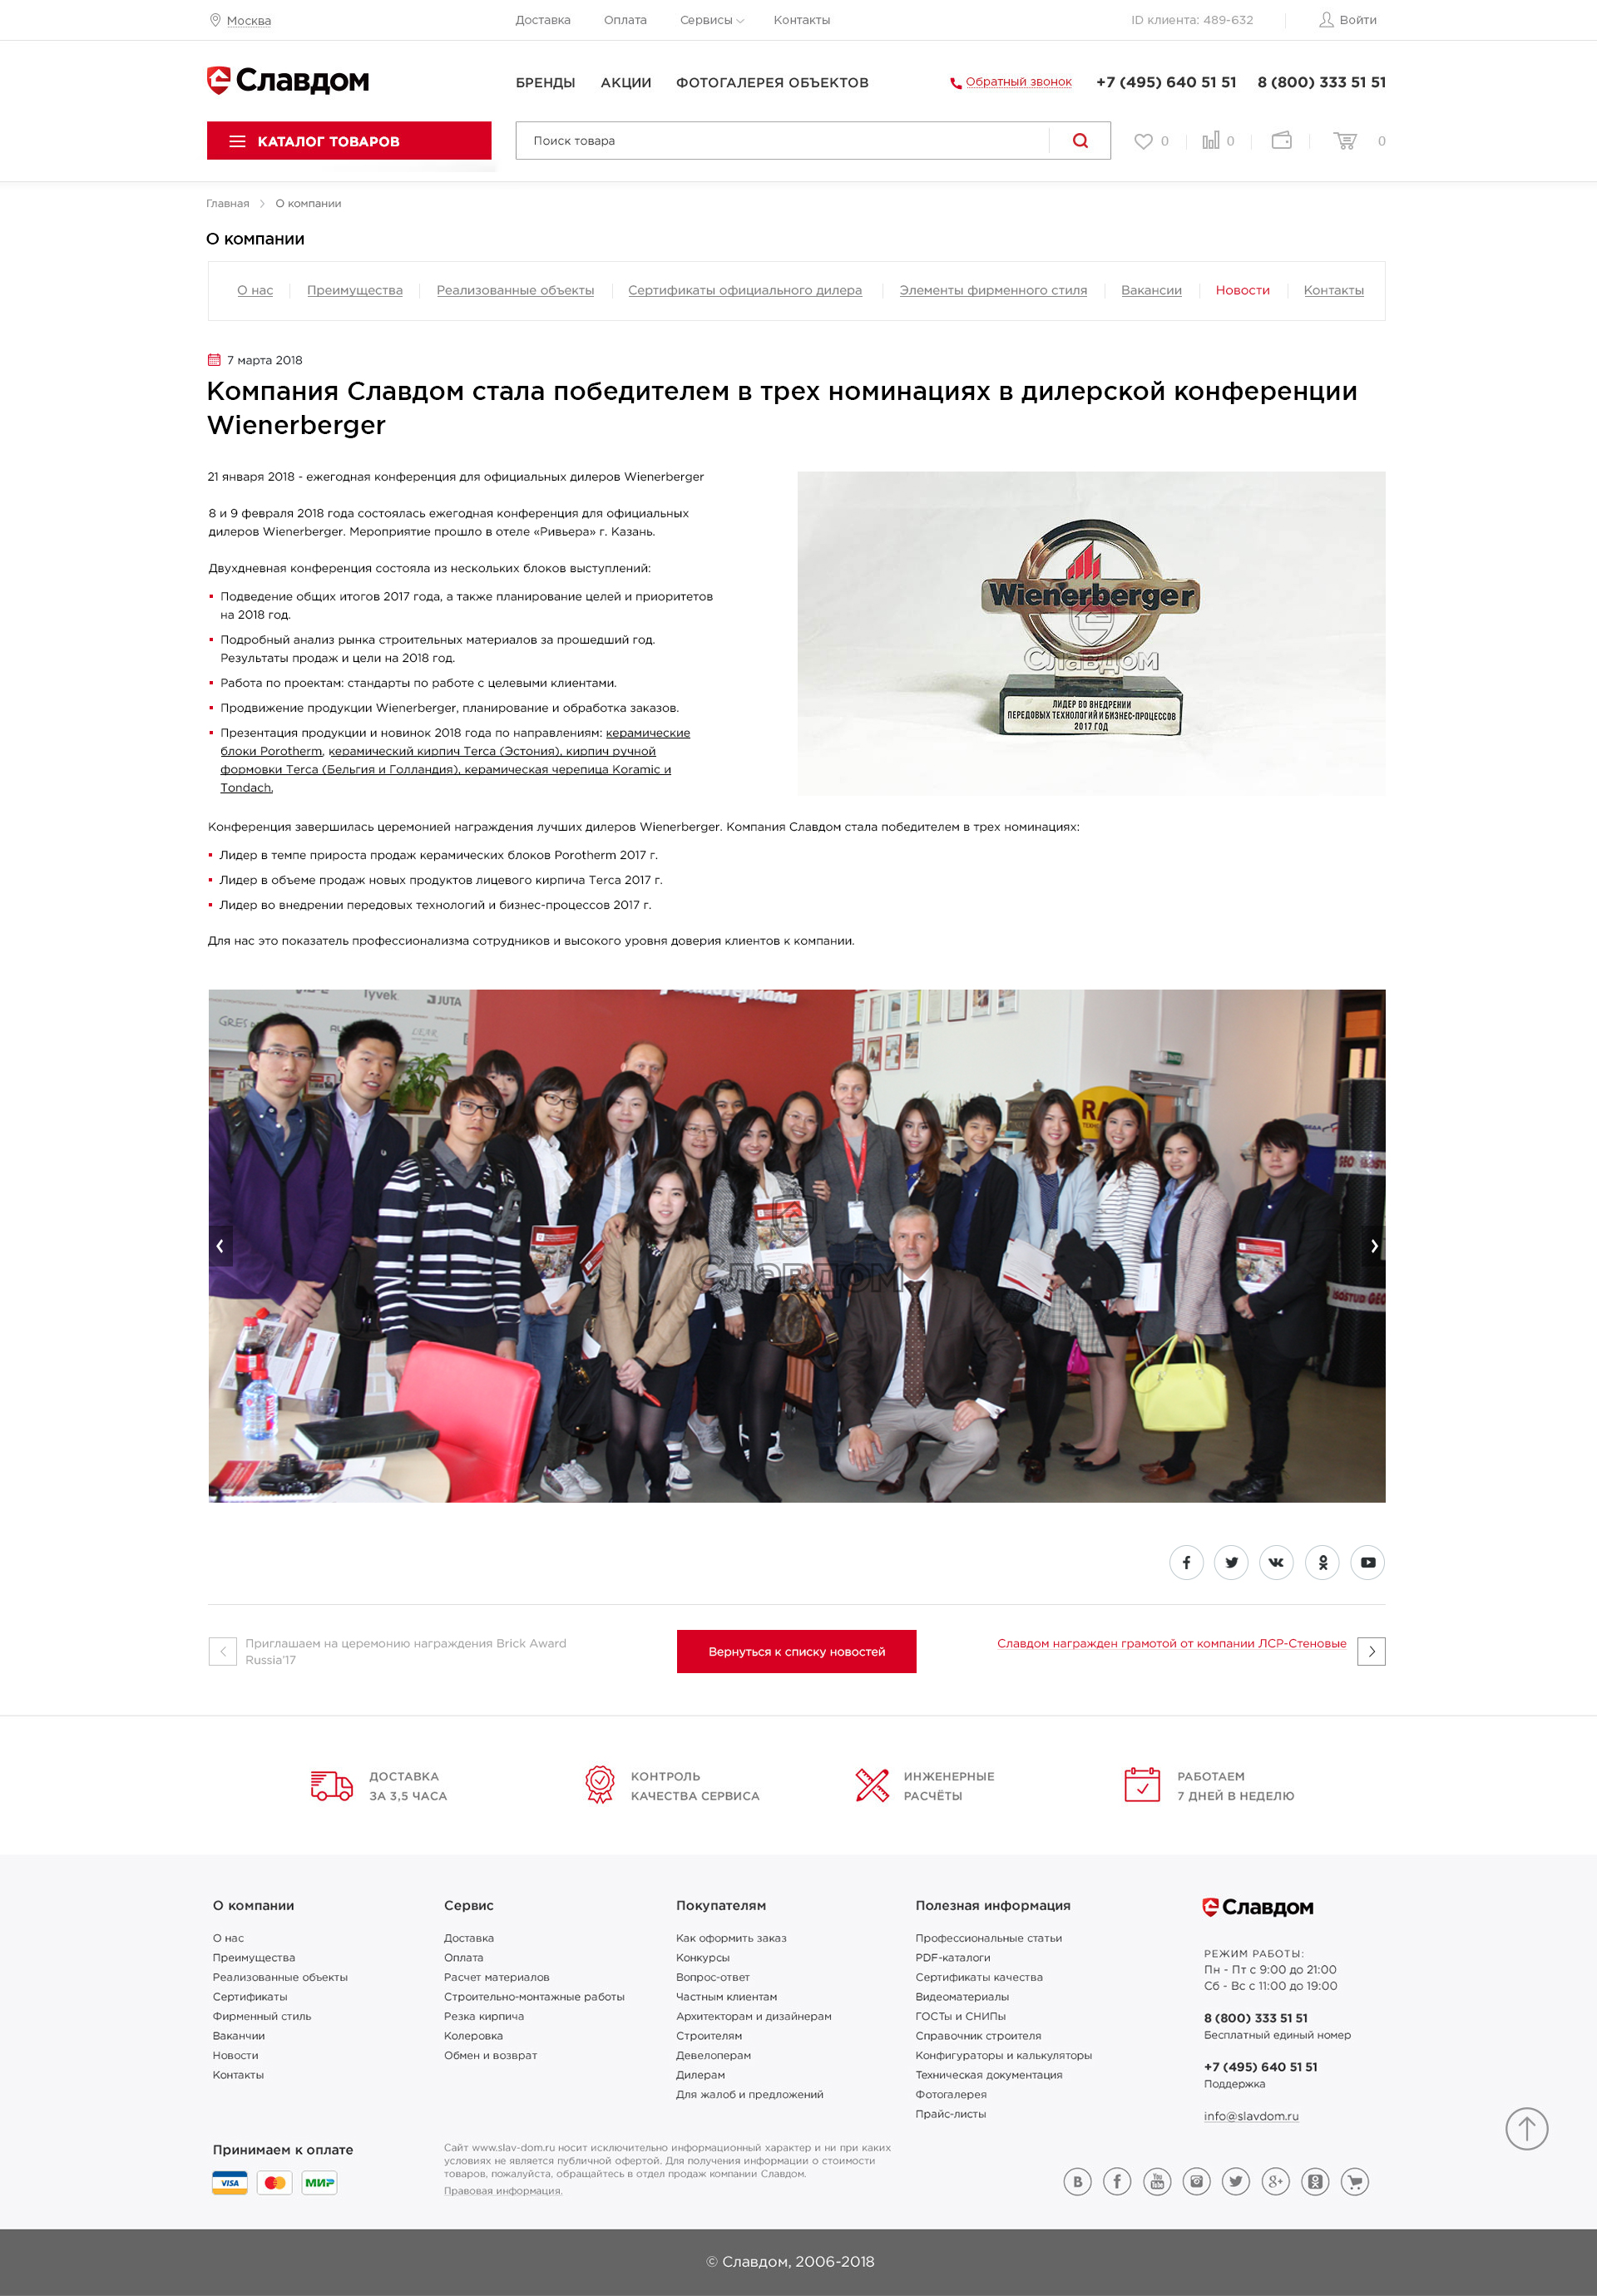 Москва
Доставка Оплата Сервисы Контакты
ID клиента: 489-632 Войти
Славдом
БРЕНДЫ АКЦИИ ФОТОГАЛЕРЕЯ ОБЪЕКТОВ
Обратный звонок +7 (495) 640 51 51 8 (800) 333 51 51
КАТАЛОГ ТОВАРОВ
Поиск товара
0 0 0
Главная О компании
О компании
О нас Преимущества Реализованные объекты Сертификаты официального дилера Элементы фирменного стиля Вакансии Новости Контакты
7 марта 2018
Компания Славдом стала победителем в трех номинациях в дилерской конференции
Wienerberger
21 января 2018 - ежегодная конференция для официальных дилеров Wienerberger
8 и 9 февраля 2018 года состоялась ежегодная конференция для официальных
дилеров Wienerberger. Мероприятие прошло в отеле «Ривьера» г. Казань.
Двухдневная конференция состояла из нескольких блоков выступлений:
Подведение общих итогов 2017 года, а также планирование целей и приоритетов
на 2018 год.
Подробный анализ рынка строительных материалов за прошедший год.
Результаты продаж и цели на 2018 год.
Работа по проектам: стандарты по работе с целевыми клиентами.
Продвижение продукции Wienerberger, планирование и обработка заказов.
Презентация продукции и новинок 2018 года по направлениям: керамические
блоки Porotherm, керамический кирпич Terca (Эстония), кирпич ручной
формовки Terca (Бельгия и Голландия), керамическая черепица Koramic и
Tondach.
Wienerberger
Славдом
ЛИДЕР ВО ВНЕДРЕНИИ
ПЕРЕДОВЫХ ТЕХНОЛОГИЙ И БИЗНЕС-ПРОЦЕССОВ
2017 ГОД
Конференция завершилась церемонией награждения лучших дилеров Wienerberger. Компания Славдом стала победителем в трех номинациях:
Лидер в темпе прироста продаж керамических блоков Porotherm 2017 г.
Лидер в объеме продаж новых продуктов лицевого кирпича Terca 2017 г.
Лидер во внедрении передовых технологий и бизнес-процессов 2017 г.
Для нас это показатель профессионализма сотрудников и высокого уровня доверия клиентов к компании.
tyvek JUTA
Славдом
Приглашаем на церемонию награждения Brick Award
Russia'17
Вернуться к списку новостей
Славдом награжден грамотой от компании ЛСР-Стеновые
ДОСТАВКА
ЗА 3,5 ЧАСА
КОНТРОЛЬ
КАЧЕСТВА СЕРВИСА
ИНЖЕНЕРНЫЕ
РАСЧЁТЫ
РАБОТАЕМ
7 ДНЕЙ В НЕДЕЛЮ
О компании
О нас
Преимущества
Реализованные объекты
Сертификаты
Фирменный стиль
Ваканчии
Новости
Контакты
Сервис
Доставка
Оплата
Расчет материалов
Строительно-монтажные работы
Резка кирпича
Колеровка
Обмен и возврат
Покупателям
Как оформить заказ
Конкурсы
Вопрос-ответ
Частным клиентам
Архитекторам и дизайнерам
Строителям
Девелоперам
Дилерам
Для жалоб и предложений
Полезная информация
Профессиональные статьи
PDF-каталоги
Сертификаты качества
Видеоматериалы
ГОСТы и СНИПы
Справочник строителя
Конфигураторы и калькуляторы
Техническая документация
Фотогалерея
Прайс-листы
Славдом
РЕЖИМ РАБОТЫ:
Пн - Пт с 9:00 до 21:00
Сб - Вс с 11:00 до 19:00
8 (800) 333 51 51
Бесплатный единый номер
+7 (495) 640 51 51
Поддержка
info@slavdom.ru
Принимаем к оплате
VISA МИР
Сайт www.slav-dom.ru носит исключительно информационный характер и ни при каких
условиях не является публичной офертой. Для получения информации о стоимости
товаров, пожалуйста, обращайтесь в отдел продаж компании Славдом.
Правовая информация.
© Славдом, 2006-2018